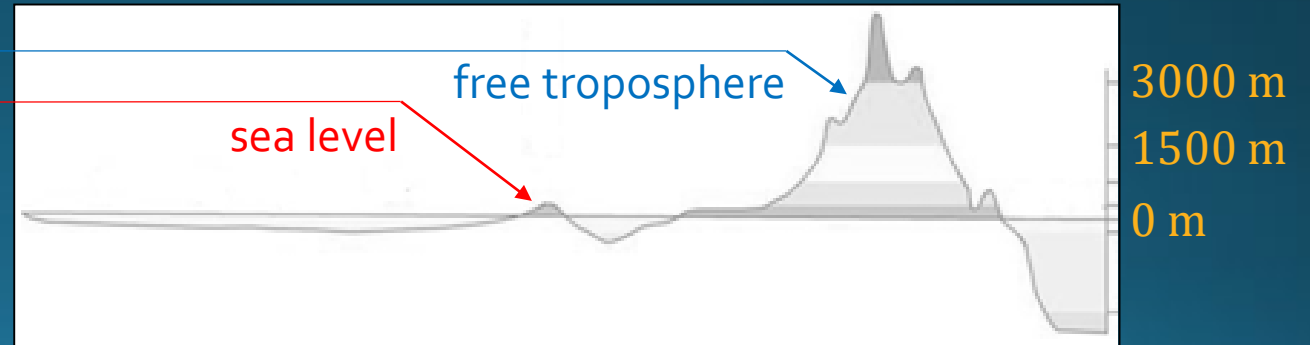 free troposphere
sea level
3000 m
1500 m
0 m